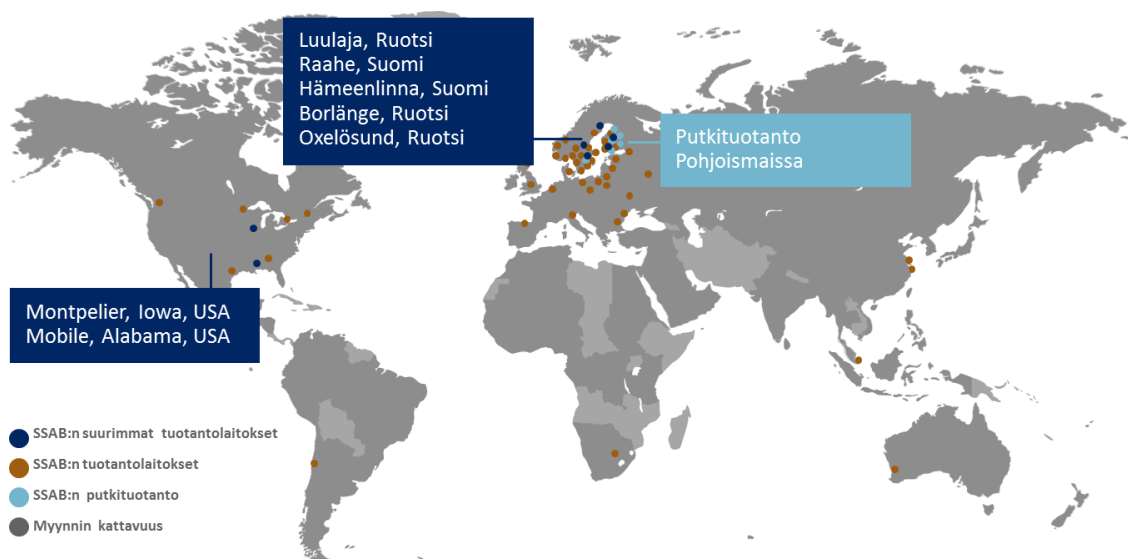 Luulaja, Ruotsi
Raahe, Suomi
Hämeenlinna, Suomi
Borlänge, Ruotsi
Oxelösund, Ruotsi
Putkituotanto
Pohjoismaissa
Montpelier, Iowa, USA
Mobile, Alabama, USA
SSAB:n suurimmat tuotantolaitokset
SSAB:n tuotantolaitokset
SSAB:n putkituotanto
Myynnin kattavuus